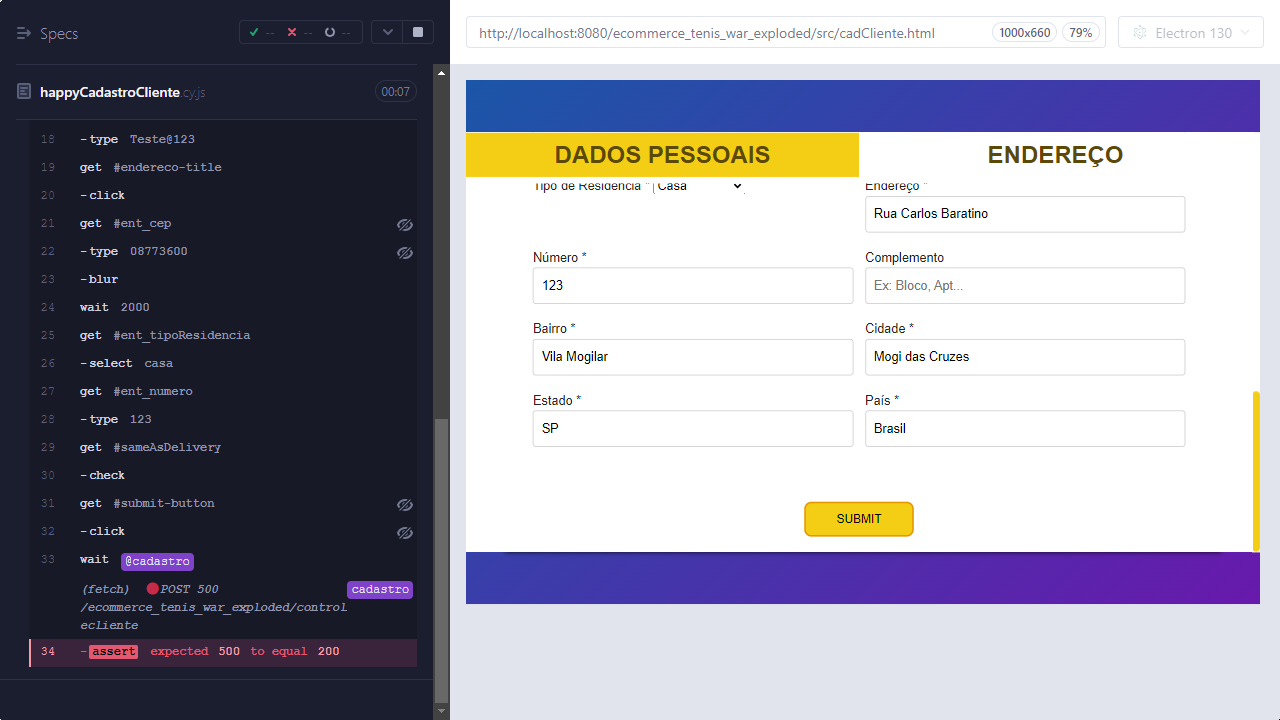 Specs
-- -- --
happyCadastroCliente.cy.js 00:07
18 -type Teste@123
19 get #endereco-title
20 -click
21 get #ent_cep
22 -type 08773600
23 -blur
24 wait 2000
25 get #ent_tipoResidencia
26 -select casa
27 get #ent_numero
28 -type 123
29 get #sameAsDelivery
30 -check
31 get #submit-button
32 -click
33 wait @cadastro
(fetch) POST 500 cadastro
/ecommerce_tenis_war_exploded/control
ecliente
34 -assert expected 500 to equal 200
http://localhost:8080/ecommerce_tenis_war_exploded/src/cadCliente.html 1000x660 79% Electron 130
DADOS PESSOAIS ENDEREÇO
Tipo de Residência * Casa Endereço *
Rua Carlos Baratino
Número * Complemento
123 Ex: Bloco, Apt...
Bairro * Cidade *
Vila Mogilar Mogi das Cruzes
Estado * País *
SP Brasil
SUBMIT